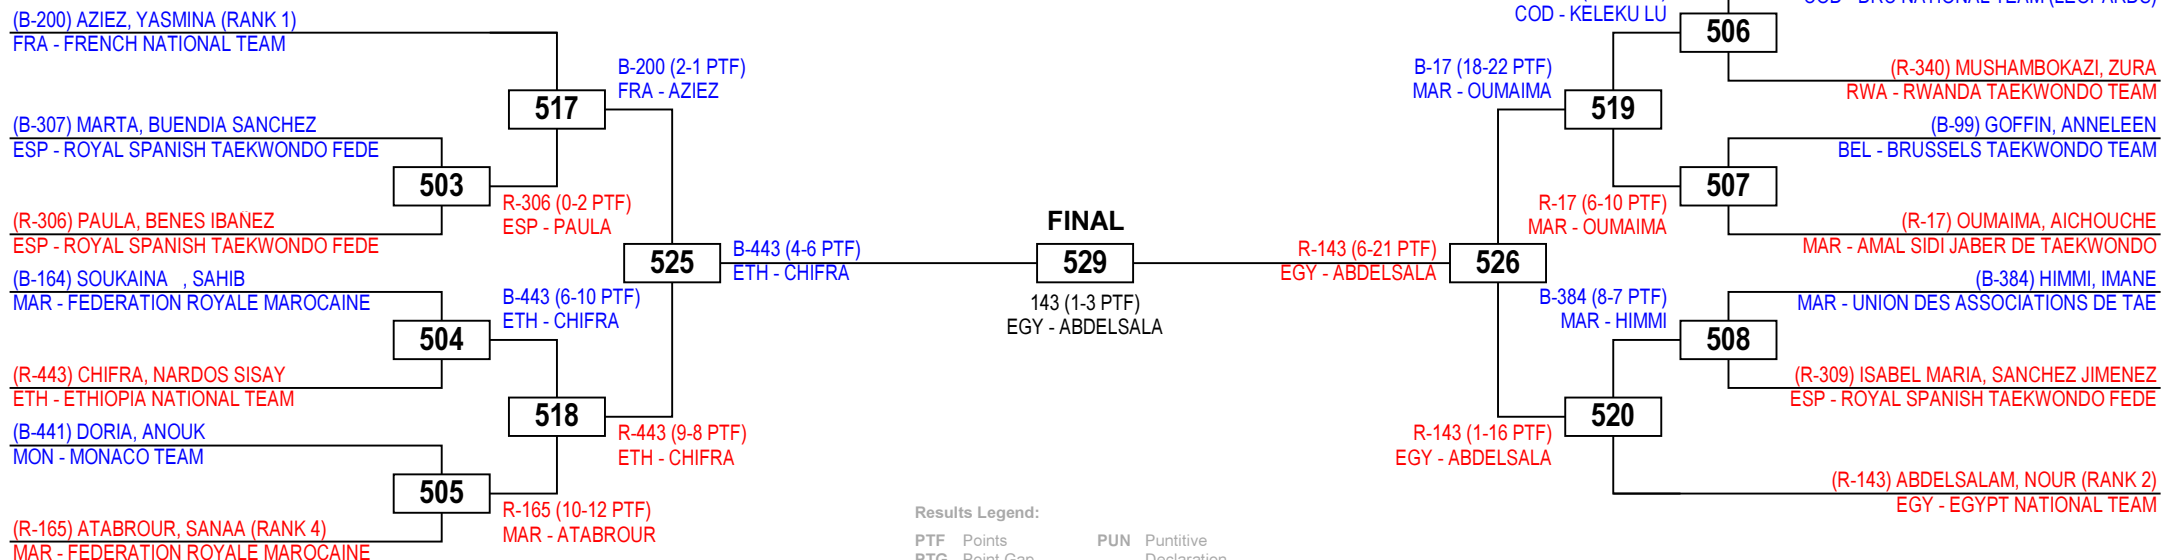 (B-200) AZIEZ, YASMINA (RANK 1)
FRA - FRENCH NATIONAL TEAM
517
B-200 (2-1 PTF)
FRA - AZIEZ
(B-307) MARTA, BUENDIA SANCHEZ
ESP - ROYAL SPANISH TAEKWONDO FEDE
503
R-306 (0-2 PTF)
ESP - PAULA
(R-306) PAULA, BENES IBAÑEZ
ESP - ROYAL SPANISH TAEKWONDO FEDE
525
B-443 (4-6 PTF)
ETH - CHIFRA
(B-164) SOUKAINA , SAHIB
MAR - FEDERATION ROYALE MAROCAINE
504
B-443 (6-10 PTF)
ETH - CHIFRA
(R-443) CHIFRA, NARDOS SISAY
ETH - ETHIOPIA NATIONAL TEAM
518
R-443 (9-8 PTF)
ETH - CHIFRA
(B-441) DORIA, ANOUK
MON - MONACO TEAM
505
R-165 (10-12 PTF)
MAR - ATABROUR
(R-165) ATABROUR, SANAA (RANK 4)
MAR - FEDERATION ROYALE MAROCAINE
FINAL
529
143 (1-3 PTF)
EGY - ABDELSALA
COD - KELEKU LU
506
(R-340) MUSHAMBOKAZI, ZURA
RWA - RWANDA TAEKWONDO TEAM
B-17 (18-22 PTF)
MAR - OUMAIMA
519
(B-99) GOFFIN, ANNELEEN
BEL - BRUSSELS TAEKWONDO TEAM
507
R-17 (6-10 PTF)
MAR - OUMAIMA
(R-17) OUMAIMA, AICHOUCHE
MAR - AMAL SIDI JABER DE TAEKWONDO
R-143 (6-21 PTF)
EGY - ABDELSALA
526
(B-384) HIMMI, IMANE
MAR - UNION DES ASSOCIATIONS DE TAE
B-384 (8-7 PTF)
MAR - HIMMI
508
(R-309) ISABEL MARIA, SANCHEZ JIMENEZ
ESP - ROYAL SPANISH TAEKWONDO FEDE
520
R-143 (1-16 PTF)
EGY - ABDELSALA
(R-143) ABDELSALAM, NOUR (RANK 2)
EGY - EGYPT NATIONAL TEAM
Results Legend:
PTF Points PUN Puntitive
PTG Point Gap Declaration